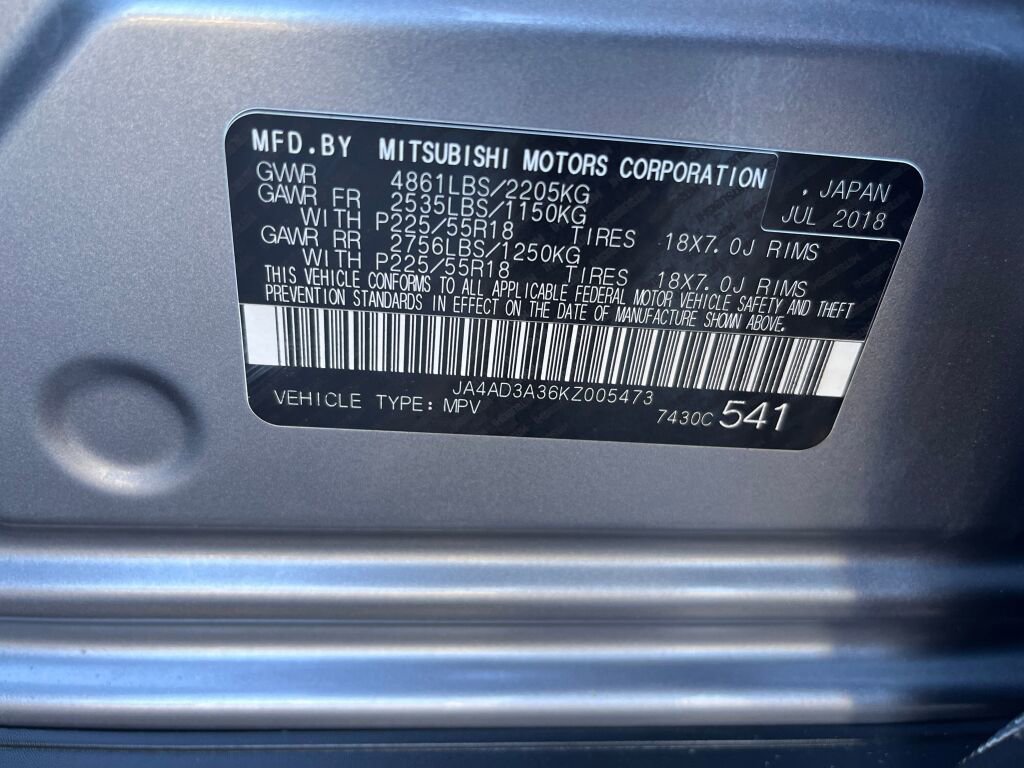 MFD.BY MITSUBISHI MOTORS CORPORATION , JAPAN
JUL 2018
GVWR 4861LBS/2205KG
GAWR FR 2535LBS/1150KG
WITH P225/55R18 TIRES 18X7.0J RIMS
GAWR RR 2756LBS/1250KG
WITH P225/55R18 TIRES 18X7.0J RIMS
THIS VEHICLE CONFORMS TO ALL APPLICABLE FEDERAL MOTOR VEHICLE SAFETY AND THEFT
PREVENTION STANDARDS IN EFFECT ON THE DATE OF MANUFACTURE SHOWN ABOVE.
JA4AD3A36KZ005473
VEHICLE TYPE: MPV
7430C 541